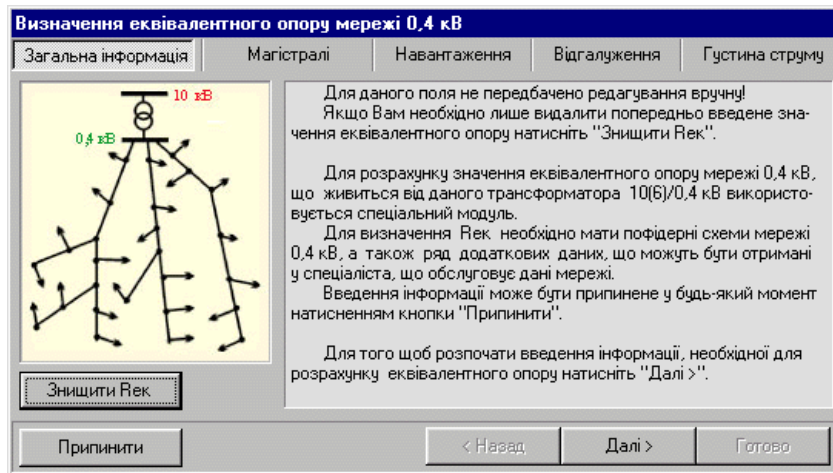 Визначення еквівалентного опору мережі 0,4 кВ
Загальна інформація Магістралі Навантаження Відгалуження Густина струму
10 кВ
0,4 кВ
Для даного поля не передбачено редагування вручну!
Якщо Вам необхідно лише видалити попередньо введене зна-
чення еквівалентного опору натисніть "Знищити Rек".
Для розрахунку значення еквівалентного опору мережі 0,4 кВ,
що живиться від даного трансформатора 10(6)/0,4 кВ використо-
вується спеціальний модуль.
Для визначення Rек необхідно мати пофідерні схеми мережі
0,4 кВ, а також ряд додаткових даних, що можуть бути отримані
у спеціаліста, що обслуговує дані мережі.
Введення інформації може бути припинене у будь-який момент
натисненням кнопки "Припинити".
Для того щоб розпочати введення інформації, необхідної для
розрахунку еквівалентного опору натисніть "Далі >".
Знищити Rек
Припинити < Назад Далі > Готово